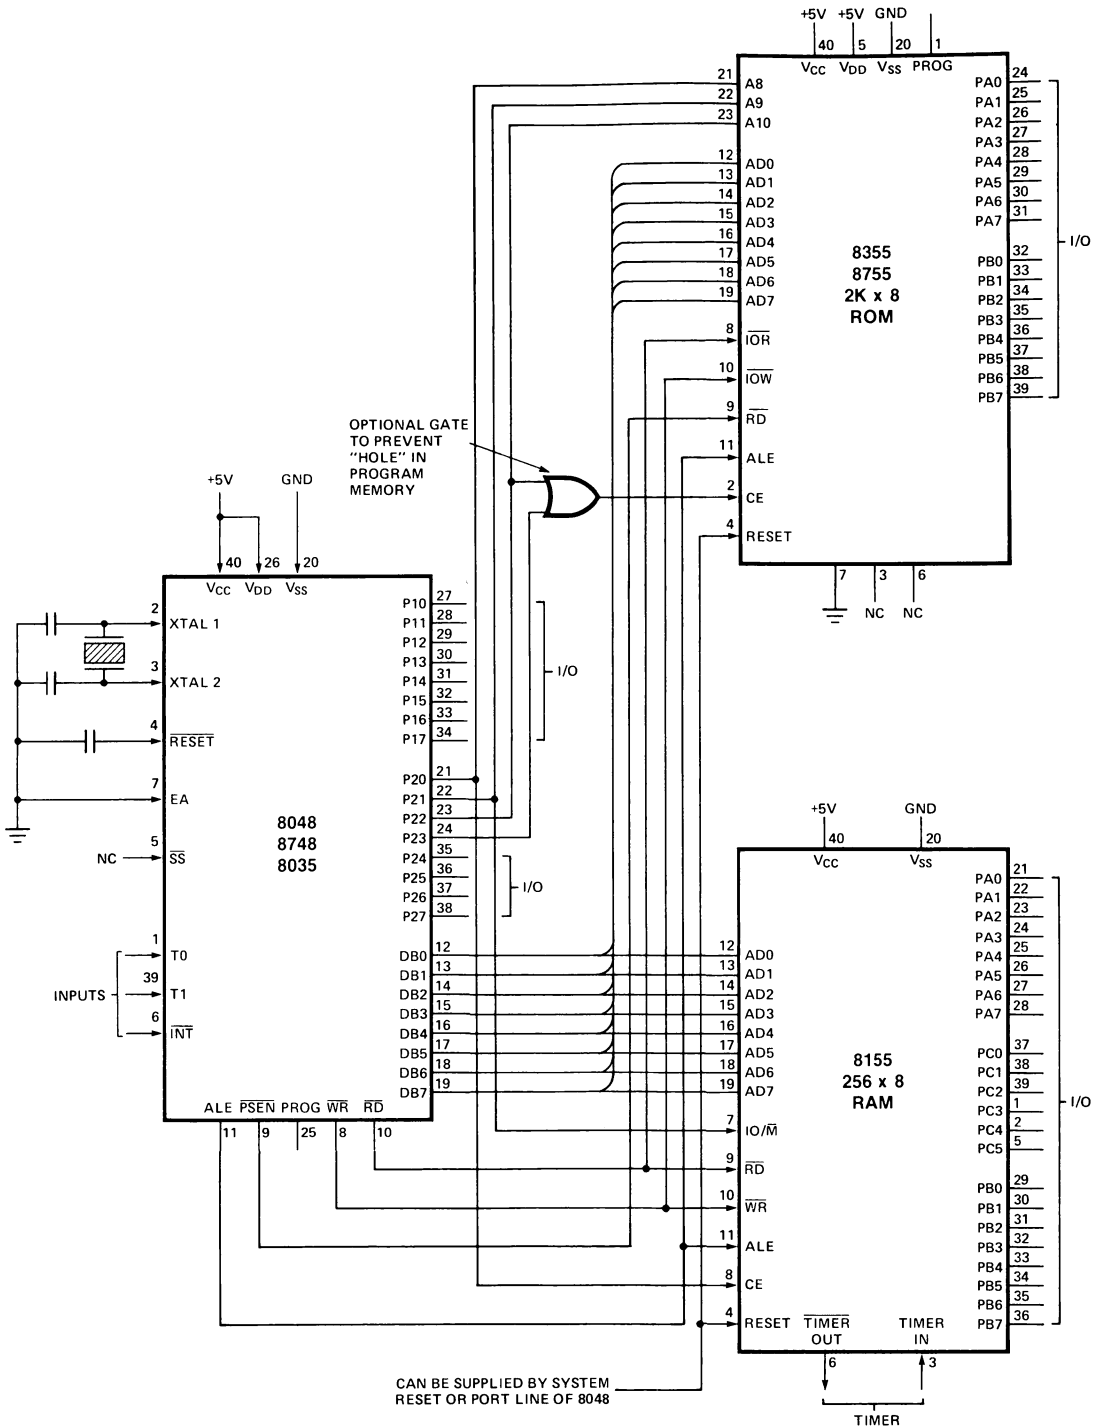 +5V +5V GND
40 5 20 1
VCC VDD VSS PROG
21 A8
22 A9
23 A10
12 AD0
13 AD1
14 AD2
15 AD3
16 AD4
17 AD5
18 AD6
19 AD7
8 IOR
10 IOW
9 RD
11 ALE
2 CE
4 RESET
8355
8755
2K x 8
ROM
PA0 24
PA1 25
PA2 26
PA3 27
PA4 28
PA5 29
PA6 30
PA7 31
PB0 32
PB1 33
PB2 34
PB3 35
PB4 36
PB5 37
PB6 38
PB7 39
I/O
7 3 6
NC NC
OPTIONAL GATE
TO PREVENT
"HOLE" IN
PROGRAM
MEMORY
+5V GND
40 26 20
VCC VDD VSS
2 XTAL 1
3 XTAL 2
4 RESET
7 EA
NC 5 SS
1 T0
39 T1
6 INT
INPUTS
8048
8748
8035
P10 27
P11 28
P12 29
P13 30
P14 31
P15 32
P16 33
P17 34
I/O
P20 21
P21 22
P22 23
P23 24
P24 35
P25 36
P26 37
P27 38
I/O
DB0 12
DB1 13
DB2 14
DB3 15
DB4 16
DB5 17
DB6 18
DB7 19
ALE PSEN PROG WR RD
11 9 25 8 10
+5V GND
40 20
VCC VSS
12 AD0
13 AD1
14 AD2
15 AD3
16 AD4
17 AD5
18 AD6
19 AD7
7 IO/M̅
9 RD
10 WR
11 ALE
8 CE
4 RESET
8155
256 x 8
RAM
PA0 21
PA1 22
PA2 23
PA3 24
PA4 25
PA5 26
PA6 27
PA7 28
PC0 37
PC1 38
PC2 39
PC3 1
PC4 2
PC5 5
PB0 29
PB1 30
PB2 31
PB3 32
PB4 33
PB5 34
PB6 35
PB7 36
I/O
TIMER TIMER
OUT IN
6 3
TIMER
CAN BE SUPPLIED BY SYSTEM
RESET OR PORT LINE OF 8048